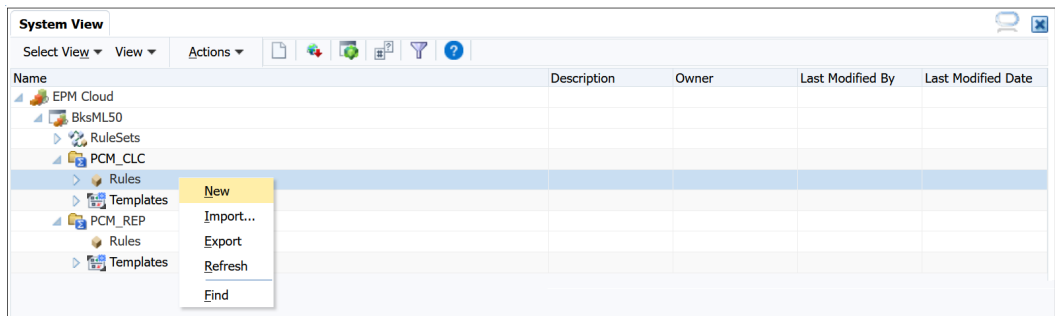 System View
Select View View Actions
Name Description Owner Last Modified By Last Modified Date
EPM Cloud
BksML50
RuleSets
PCM_CLC
Rules
Templates
PCM_REP
Rules
Templates
New
Import...
Export
Refresh
Find